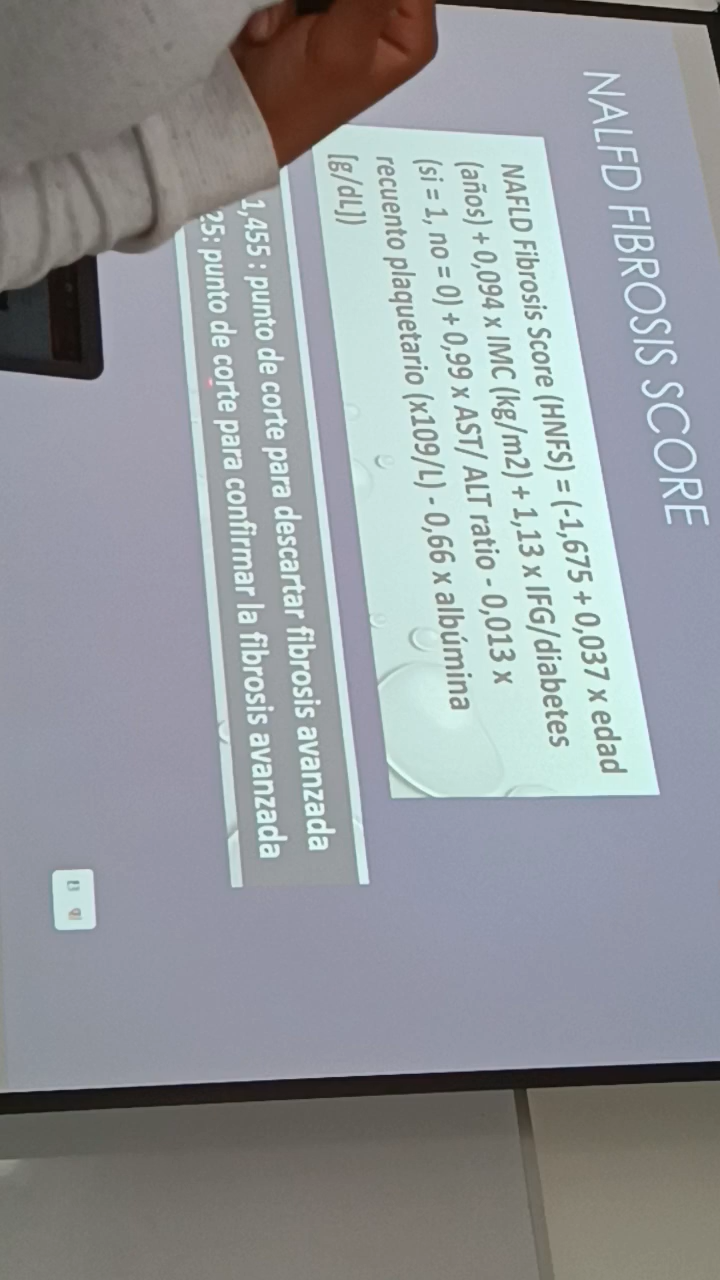 NALFD FIBROSIS SCORE
NAFLD Fibrosis Score (HNFS) = (-1,675 + 0,037 x edad
(años) + 0,094 x IMC (kg/m2) + 1,13 x IFG/diabetes
(si = 1, no = 0) + 0,99 x AST/ ALT ratio - 0,013 x
recuento plaquetario (x109/L) - 0,66 x albúmina
[g/dL])
1,455 : punto de corte para descartar fibrosis avanzada
25: punto de corte para confirmar la fibrosis avanzada